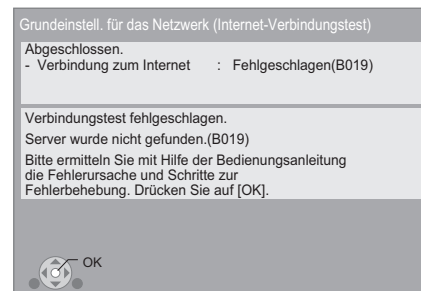 Grundeinstell. für das Netzwerk (Internet-Verbindungstest)
Abgeschlossen.
- Verbindung zum Internet : Fehlgeschlagen(B019)
Verbindungstest fehlgeschlagen.
Server wurde nicht gefunden.(B019)
Bitte ermitteln Sie mit Hilfe der Bedienungsanleitung
die Fehlerursache und Schritte zur
Fehlerbehebung. Drücken Sie auf [OK].
OK